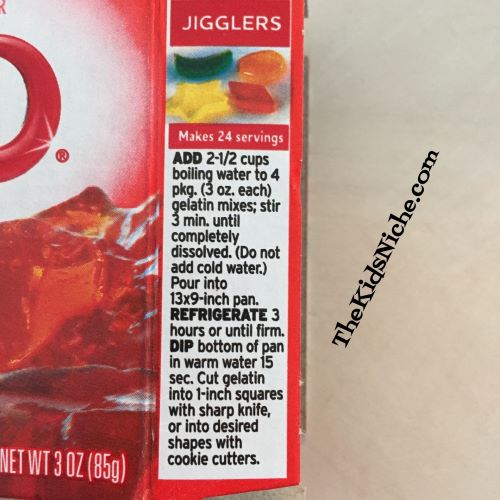 JIGGLERS
Makes 24 servings
ADD 2-1/2 cups
boiling water to 4
pkg. (3 oz. each)
gelatin mixes; stir
3 min. until
completely
dissolved. (Do not
add cold water.)
Pour into
13x9-inch pan.
REFRIGERATE 3
hours or until firm.
DIP bottom of pan
in warm water 15
sec. Cut gelatin
into 1-inch squares
with sharp knife,
or into desired
shapes with
cookie cutters.
R
O®
NET WT 3 OZ (85g)
TheKidsNiche.com